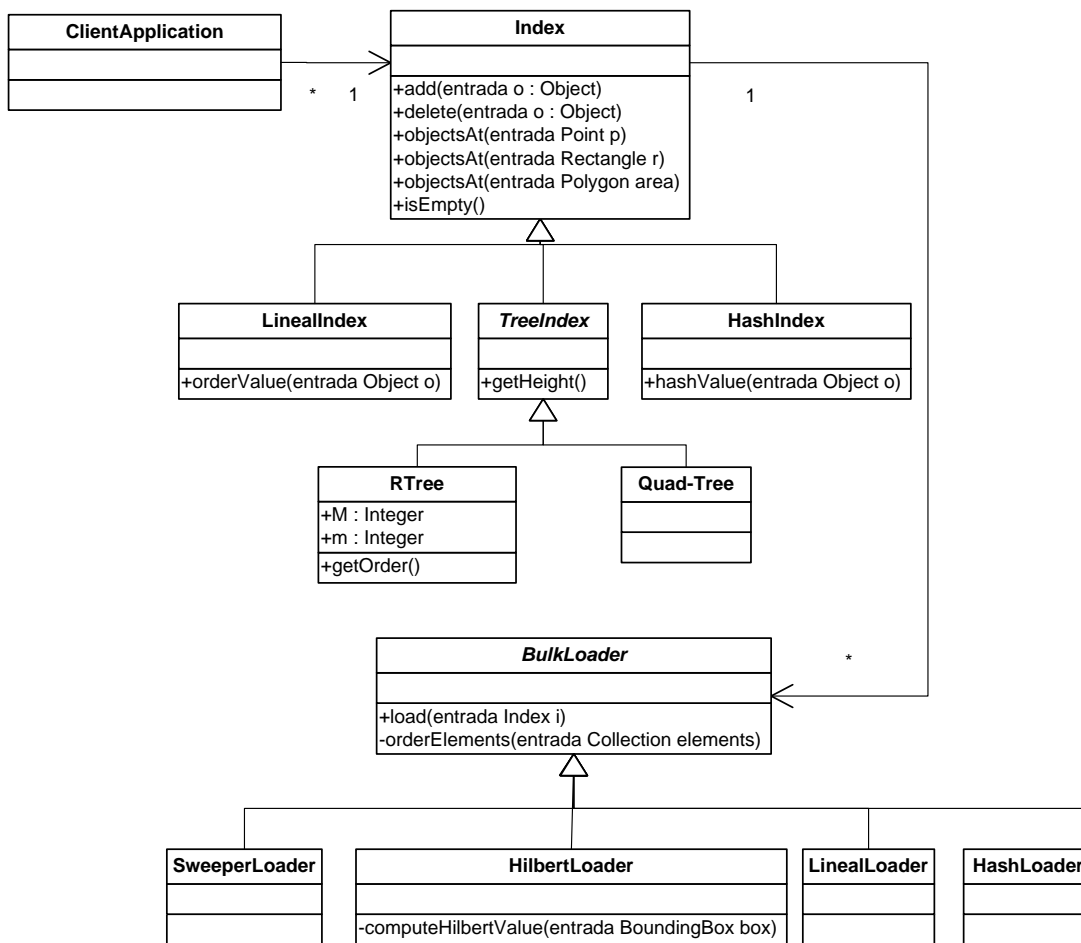 ClientApplication
Index
+add(entrada o : Object)
+delete(entrada o : Object)
+objectsAt(entrada Point p)
+objectsAt(entrada Rectangle r)
+objectsAt(entrada Polygon area)
+isEmpty()
* 1
1
LinealIndex
+orderValue(entrada Object o)
TreeIndex
+getHeight()
HashIndex
+hashValue(entrada Object o)
RTree
+M : Integer
+m : Integer
+getOrder()
Quad-Tree
BulkLoader
+load(entrada Index i)
-orderElements(entrada Collection elements)
*
SweeperLoader
HilbertLoader
-computeHilbertValue(entrada BoundingBox box)
LinealLoader
HashLoader